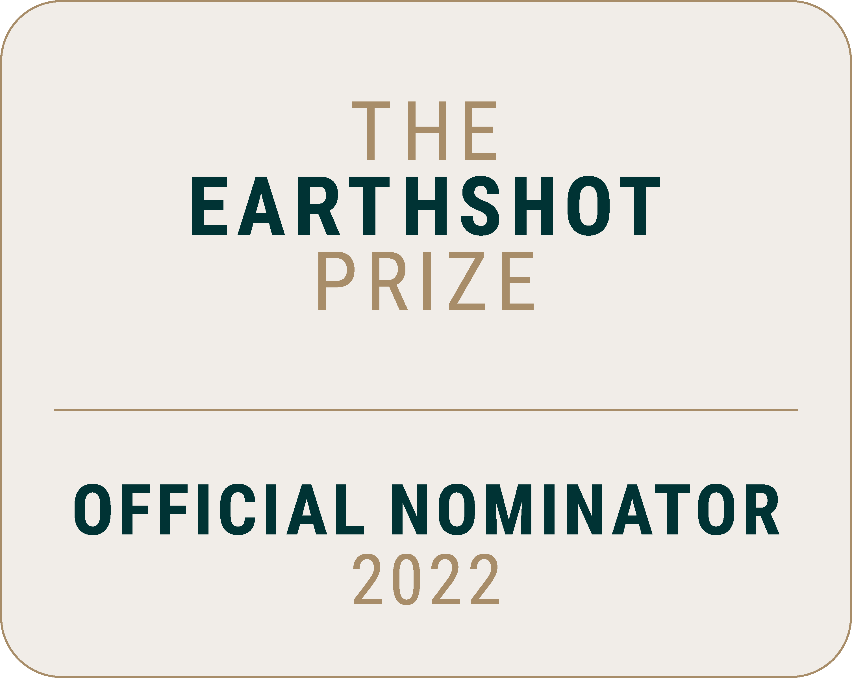 THE
EARTHSHOT
PRIZE
OFFICIAL NOMINATOR
2022